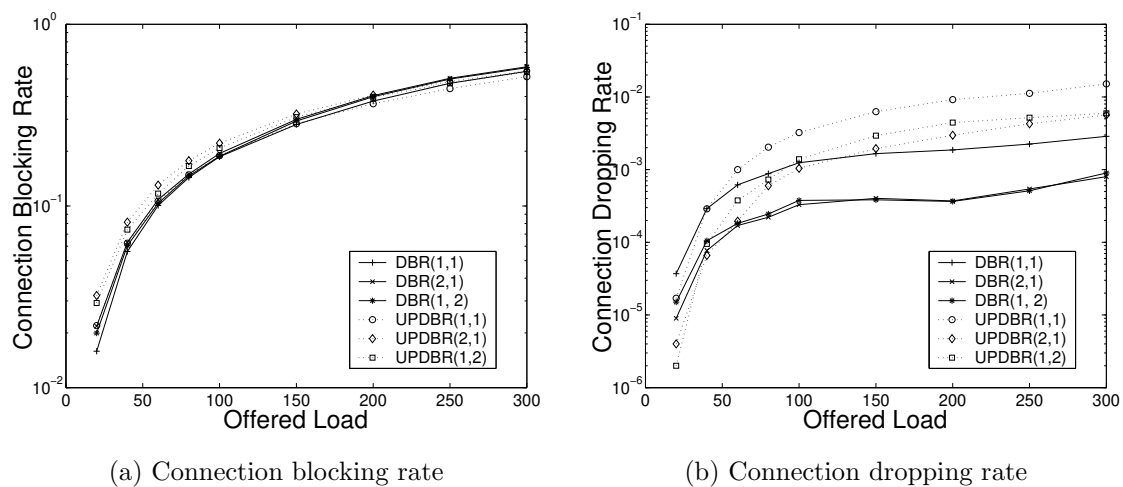 10^0
10^-1
10^-2
0 50 100 150 200 250 300
Connection Blocking Rate
Offered Load
DBR(1,1)
DBR(2,1)
DBR(1, 2)
UPDBR(1,1)
UPDBR(2,1)
UPDBR(1,2)
(a) Connection blocking rate
10^-1
10^-2
10^-3
10^-4
10^-5
10^-6
0 50 100 150 200 250 300
Connection Dropping Rate
Offered Load
DBR(1,1)
DBR(2,1)
DBR(1, 2)
UPDBR(1,1)
UPDBR(2,1)
UPDBR(1,2)
(b) Connection dropping rate